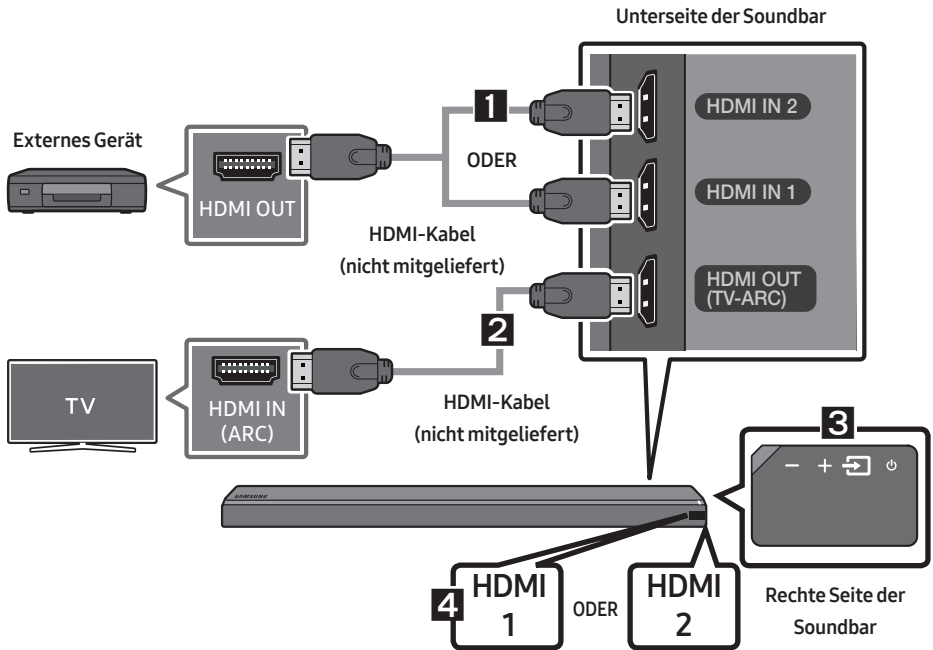 Unterseite der Soundbar
1
HDMI IN 2
Externes Gerät
ODER
HDMI OUT
HDMI IN 1
HDMI-Kabel
(nicht mitgeliefert)
HDMI OUT
(TV-ARC)
2
TV
HDMI IN
(ARC)
HDMI-Kabel
(nicht mitgeliefert)
3
SAMSUNG
4
HDMI
1
ODER
HDMI
2
Rechte Seite der
Soundbar